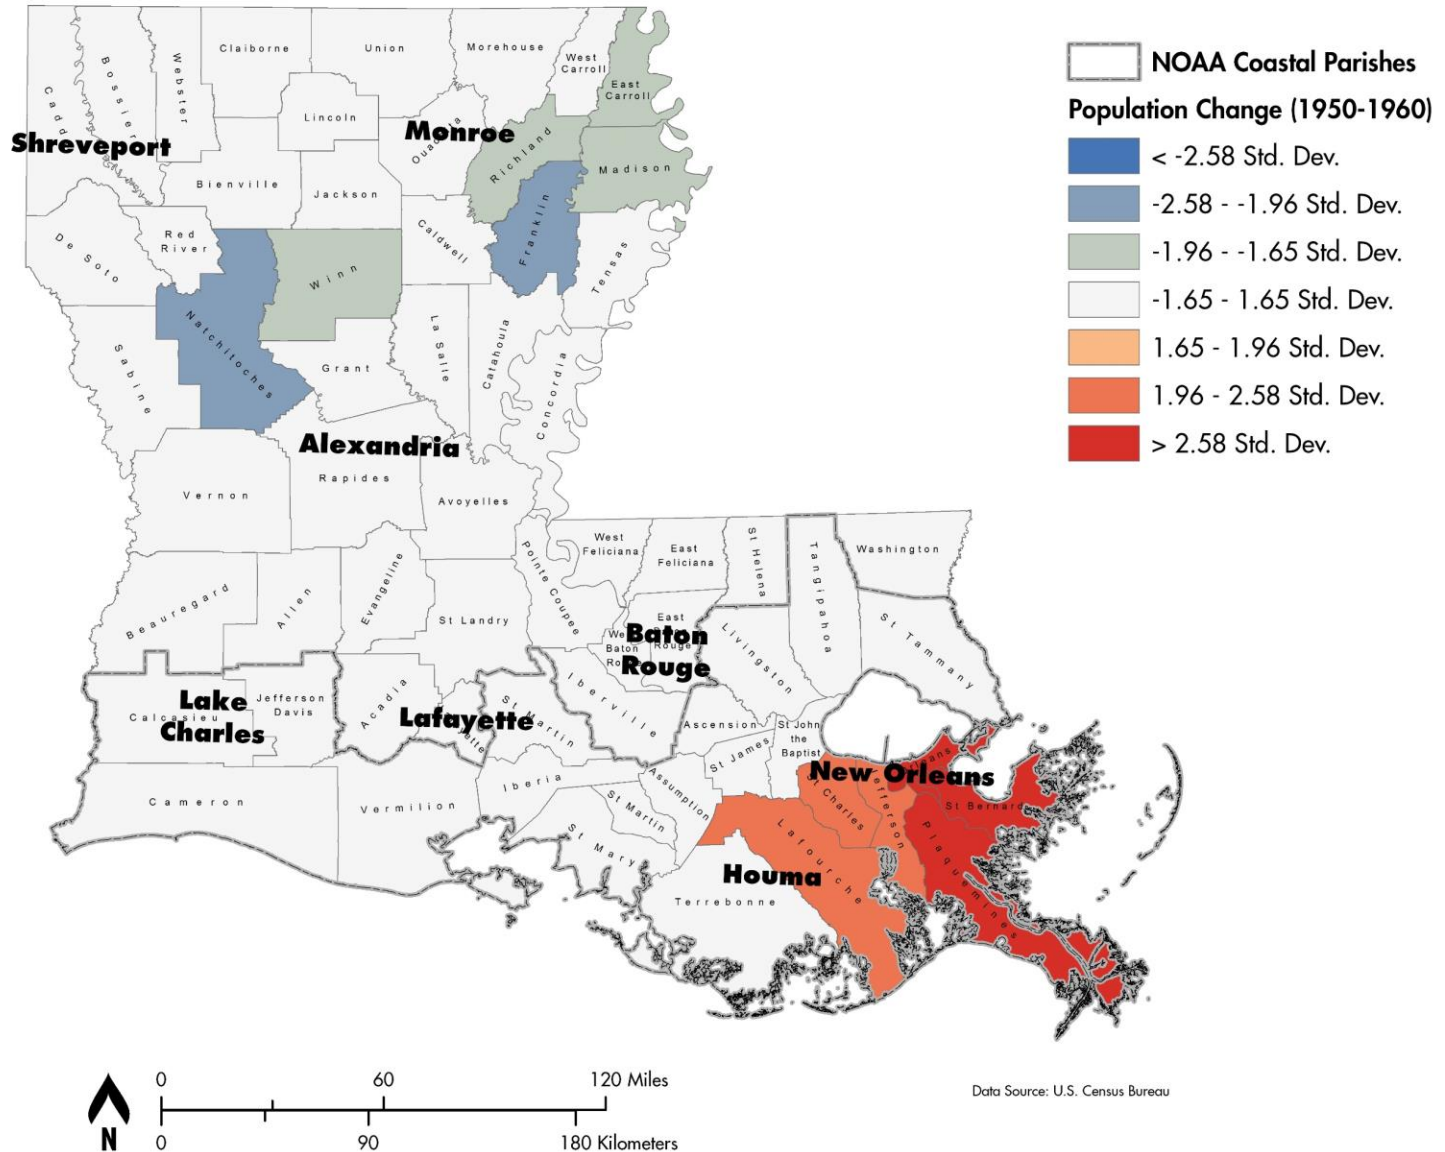 Claiborne
Union
Morehouse
West
Carroll
East
Carroll
Webster
Bossier
Lincoln
Shreveport
Monroe
Richland
Madison
Bienville
Jackson
Franklin
Red
River
De Soto
Caldwell
Tensas
Winn
Natchitoches
Sabine
Grant
La Salle
Catahoula
Concordia
Alexandria
Rapides
Vernon
Avoyelles
West
Feliciana
East
Feliciana
St Helena
Tangipahoa
Washington
Pointe Coupee
Evangeline
Beauregard
Allen
St Landry
East
Baton
Rouge
Baton
Livingston
St Tammany
Iberville
Lake
Charles
Calcasieu
Jefferson
Davis
Acadia
Lafayette
St Martin
Ascension
St John
the
Baptist
St James
New Orleans
St Charles
Jefferson
St Bernard
Cameron
Vermilion
Iberia
Assumption
St Martin
St Mary
Lafourche
Plaquemines
Houma
Terrebonne
NOAA Coastal Parishes
Population Change (1950-1960)
< -2.58 Std. Dev.
-2.58 - -1.96 Std. Dev.
-1.96 - -1.65 Std. Dev.
-1.65 - 1.65 Std. Dev.
1.65 - 1.96 Std. Dev.
1.96 - 2.58 Std. Dev.
> 2.58 Std. Dev.
N
0 60 120 Miles
0 90 180 Kilometers
Data Source: U.S. Census Bureau